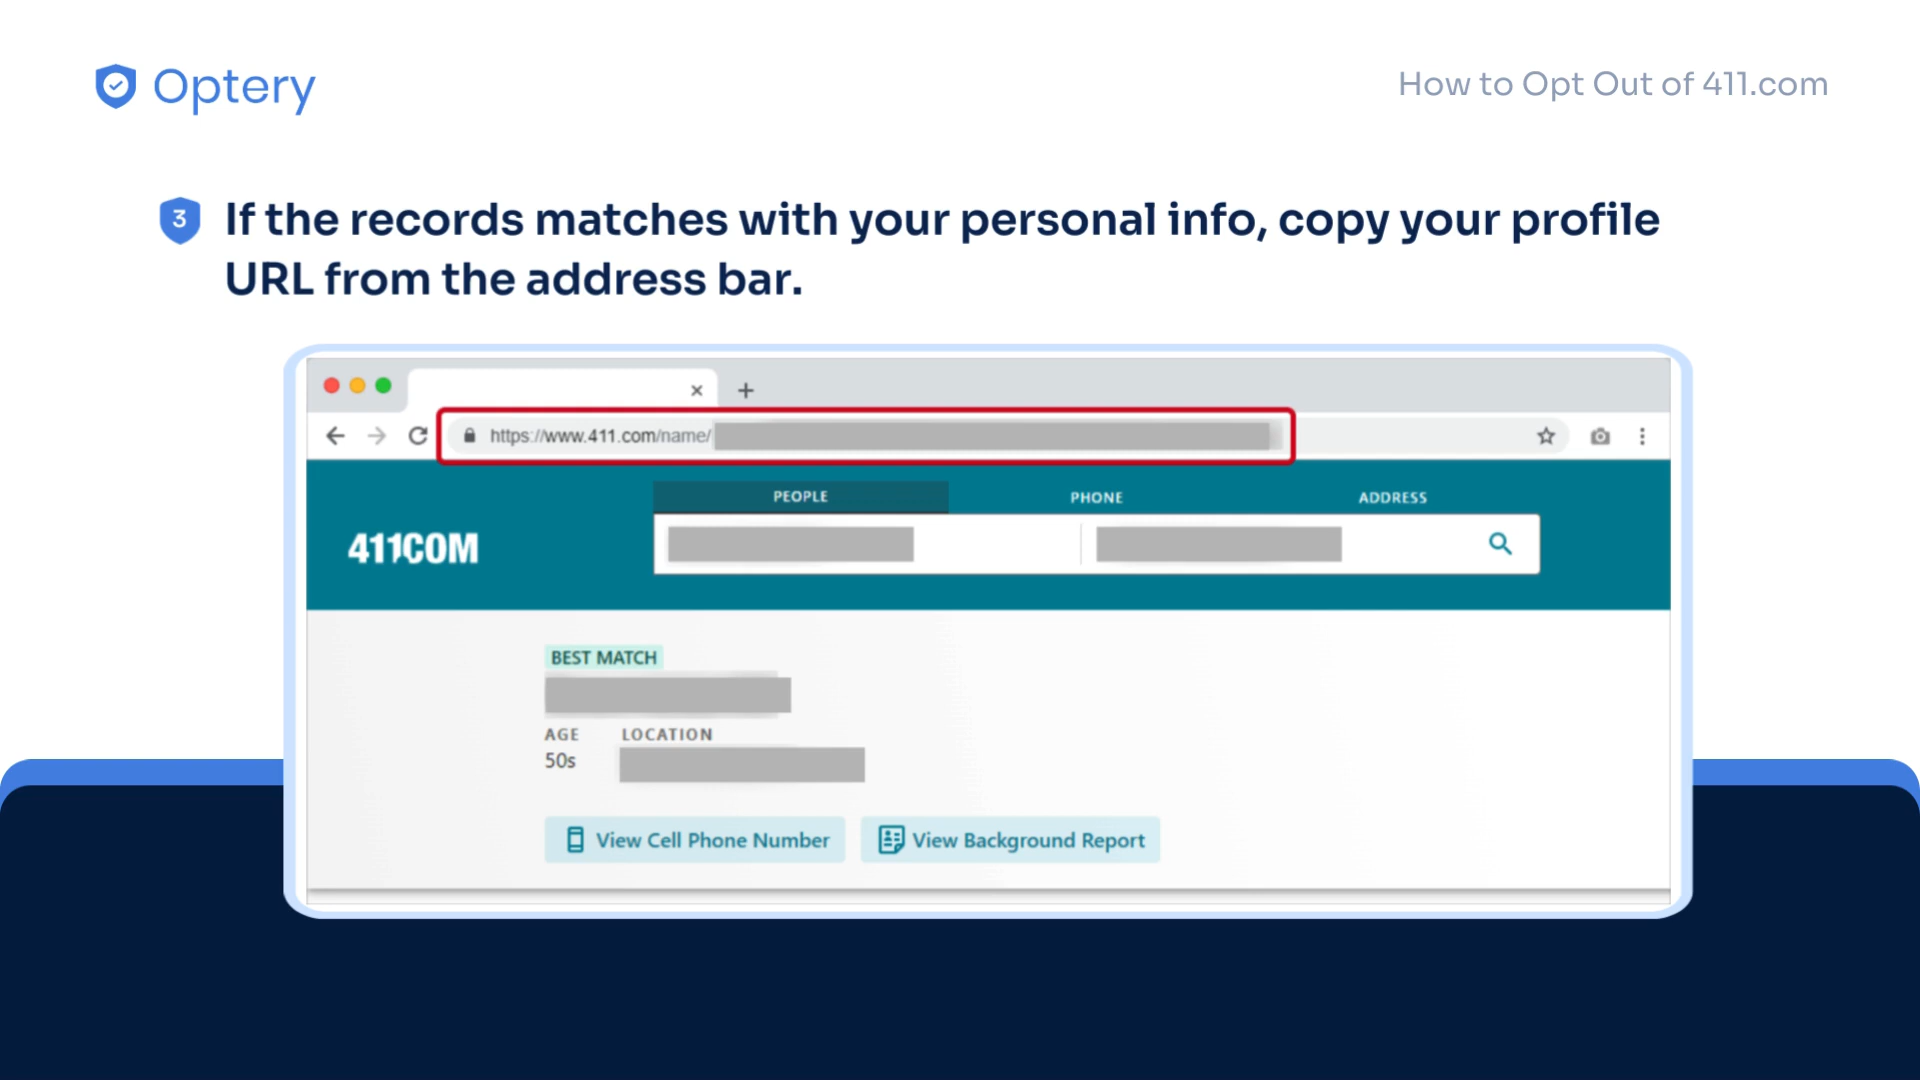 Optery
How to Opt Out of 411.com
3
If the records matches with your personal info, copy your profile
URL from the address bar.
https://www.411.com/name/
PEOPLE
PHONE
ADDRESS
411COM
BEST MATCH
AGE
LOCATION
50s
View Cell Phone Number
View Background Report